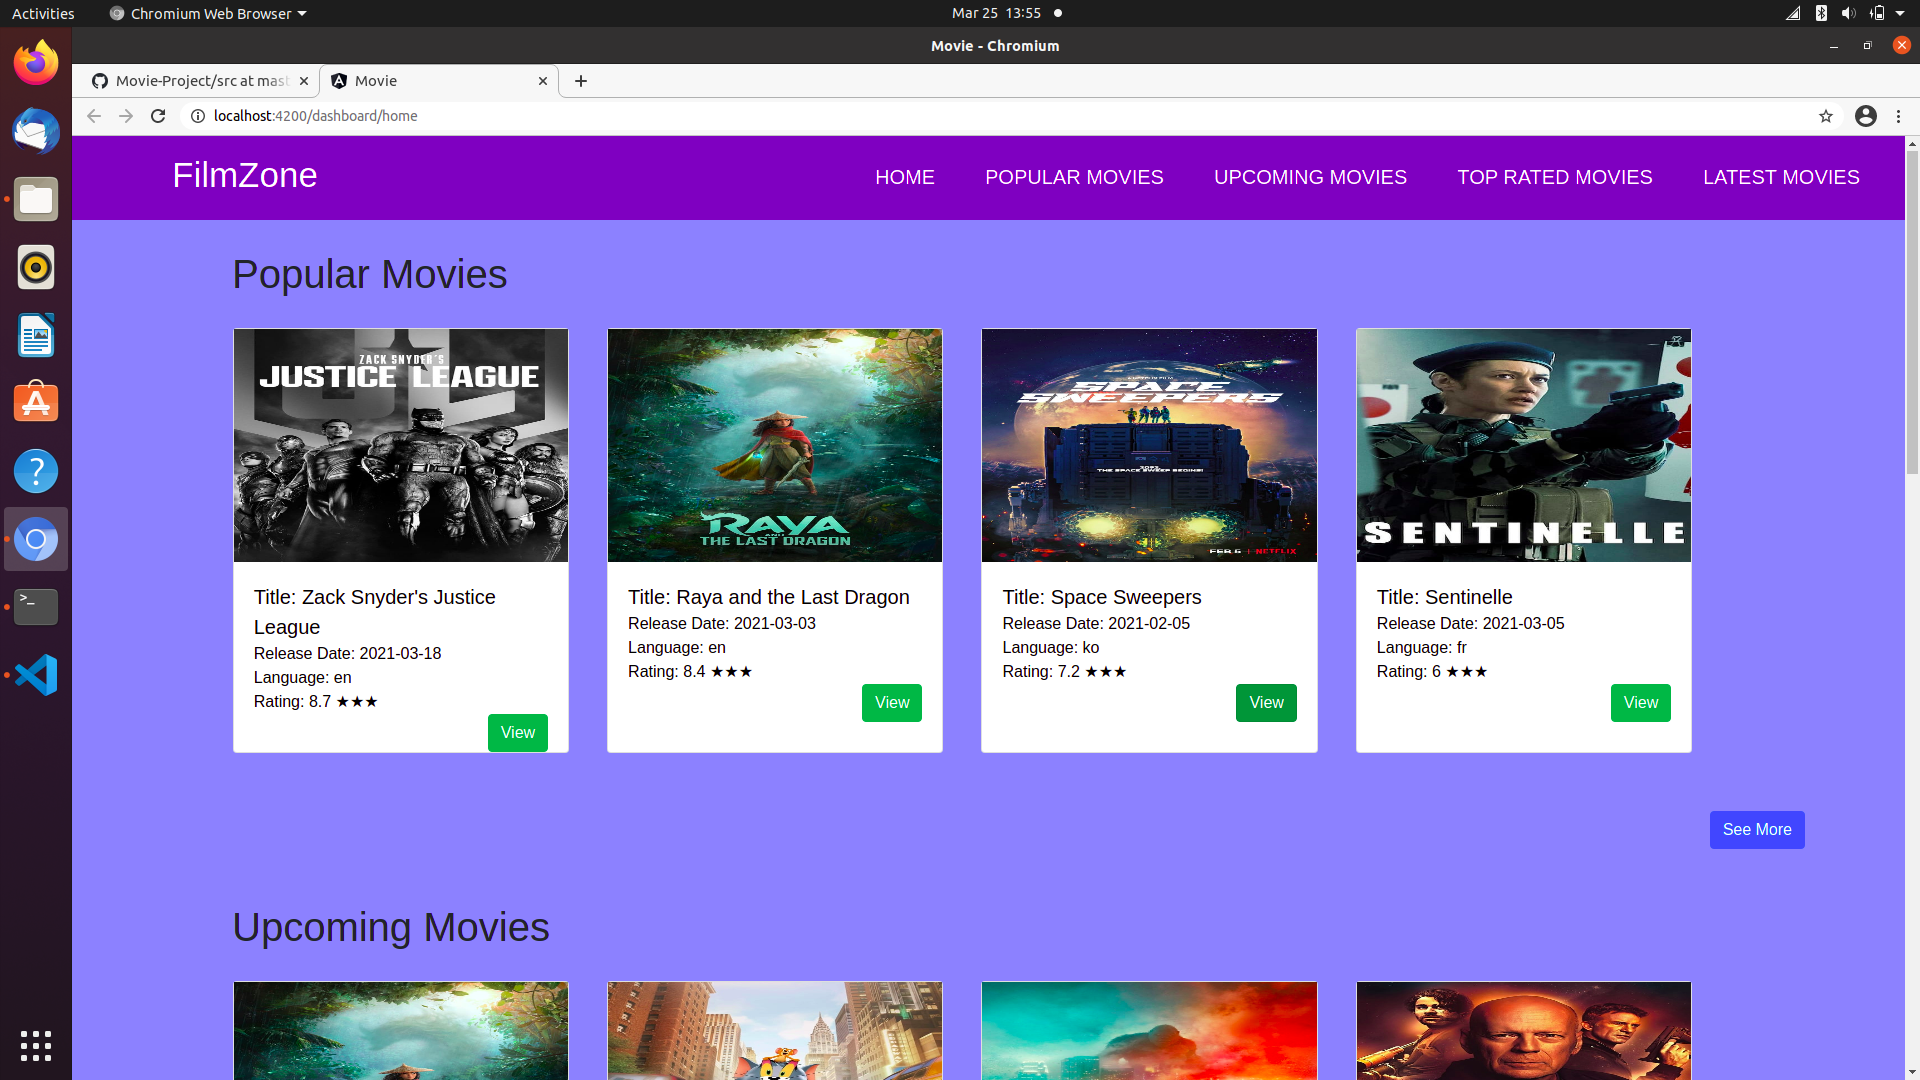 Activities
Chromium Web Browser
Mar 25 13:55
Movie - Chromium
Movie-Project/src at mast
Movie
localhost:4200/dashboard/home
FilmZone
HOME
POPULAR MOVIES
UPCOMING MOVIES
TOP RATED MOVIES
LATEST MOVIES
Popular Movies
ZACK SNYDER'S
JUSTICE LEAGUE
RAYA
AND
THE LAST DRAGON
SPACE
SWEEPERS
THE SPACE SWEEP BEGINS!
FEB 5 | NETFLIX
SENTINELLE
Title: Zack Snyder's Justice
League
Release Date: 2021-03-18
Language: en
Rating: 8.7 ★★★
View
Title: Raya and the Last Dragon
Release Date: 2021-03-03
Language: en
Rating: 8.4 ★★★
View
Title: Space Sweepers
Release Date: 2021-02-05
Language: ko
Rating: 7.2 ★★★
View
Title: Sentinelle
Release Date: 2021-03-05
Language: fr
Rating: 6 ★★★
View
See More
Upcoming Movies